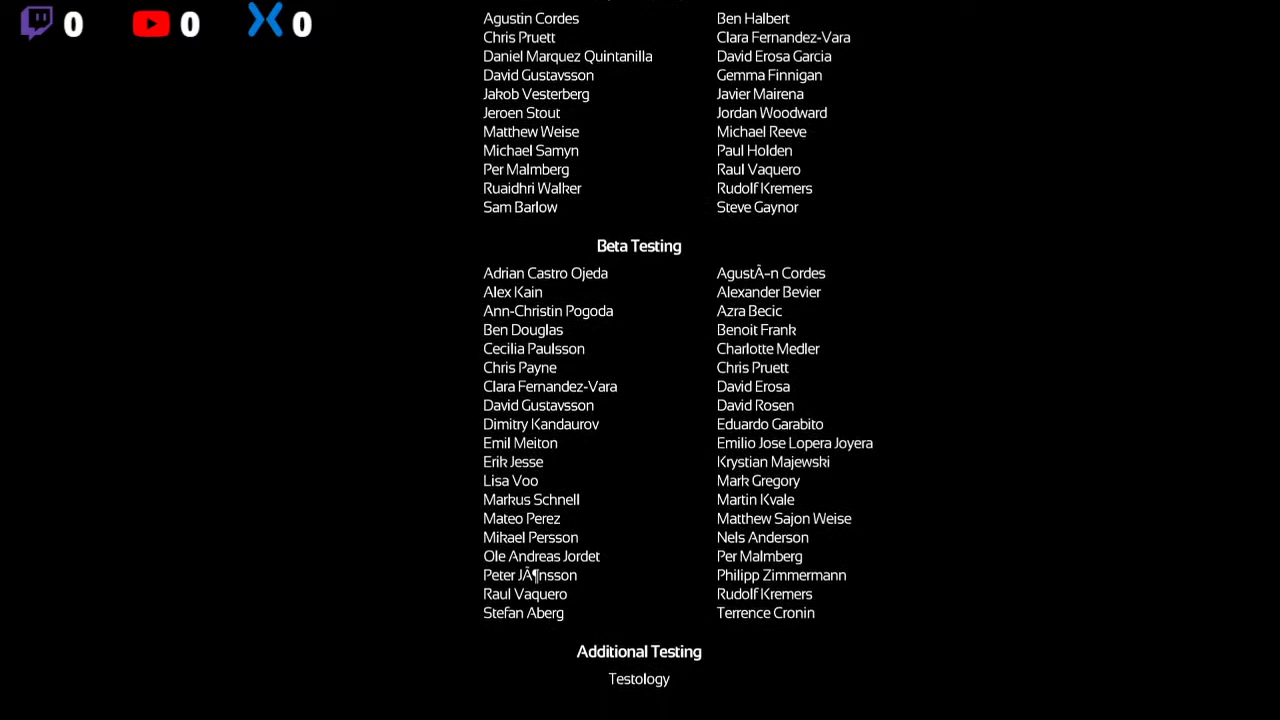 0 0 0
Agustin Cordes Ben Halbert
Chris Pruett Clara Fernandez-Vara
Daniel Marquez Quintanilla David Erosa Garcia
David Gustavsson Gemma Finnigan
Jakob Vesterberg Javier Mairena
Jeroen Stout Jordan Woodward
Matthew Weise Michael Reeve
Michael Samyn Paul Holden
Per Malmberg Raul Vaquero
Ruaidhri Walker Rudolf Kremers
Sam Barlow Steve Gaynor
Beta Testing
Adrian Castro Ojeda AgustÃ-n Cordes
Alex Kain Alexander Bevier
Ann-Christin Pogoda Azra Becic
Ben Douglas Benoit Frank
Cecilia Paulsson Charlotte Medler
Chris Payne Chris Pruett
Clara Fernandez-Vara David Erosa
David Gustavsson David Rosen
Dimitry Kandaurov Eduardo Garabito
Emil Meiton Emilio Jose Lopera Joyera
Erik Jesse Krystian Majewski
Lisa Voo Mark Gregory
Markus Schnell Martin Kvale
Mateo Perez Matthew Sajon Weise
Mikael Persson Nels Anderson
Ole Andreas Jordet Per Malmberg
Peter JÃ¶nsson Philipp Zimmermann
Raul Vaquero Rudolf Kremers
Stefan Aberg Terrence Cronin
Additional Testing
Testology